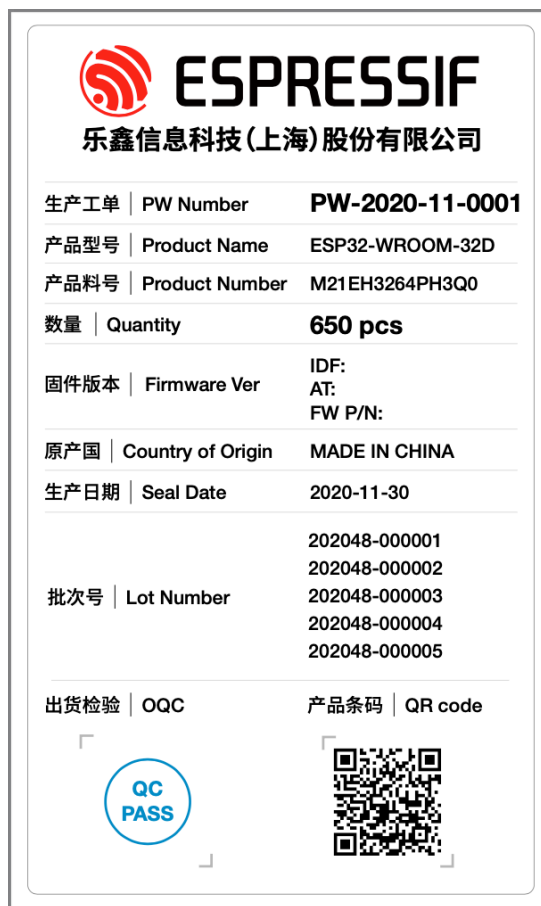 ESPRESSIF
乐鑫信息科技(上海)股份有限公司
生产工单 | PW Number PW-2020-11-0001
产品型号 | Product Name ESP32-WROOM-32D
产品料号 | Product Number M21EH3264PH3Q0
数量 | Quantity 650 pcs
固件版本 | Firmware Ver IDF:
AT:
FW P/N:
原产国 | Country of Origin MADE IN CHINA
生产日期 | Seal Date 2020-11-30
批次号 | Lot Number 202048-000001
202048-000002
202048-000003
202048-000004
202048-000005
出货检验 | OQC 产品条码 | QR code
QC
PASS